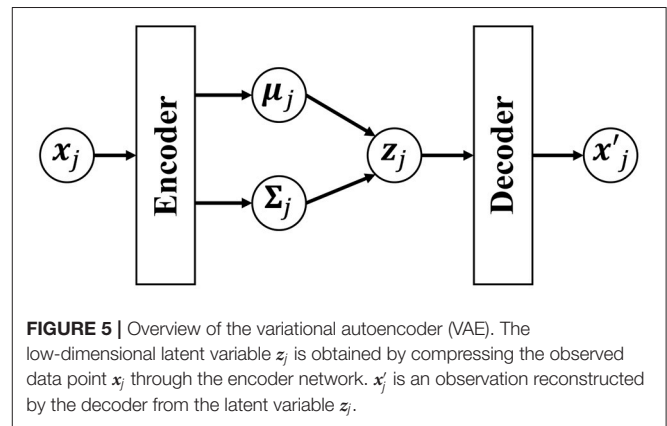 x_j
Encoder
μ_j
Σ_j
z_j
Decoder
x'_j
FIGURE 5 | Overview of the variational autoencoder (VAE). The
low-dimensional latent variable z_j is obtained by compressing the observed
data point x_j through the encoder network. x'_j is an observation reconstructed
by the decoder from the latent variable z_j.